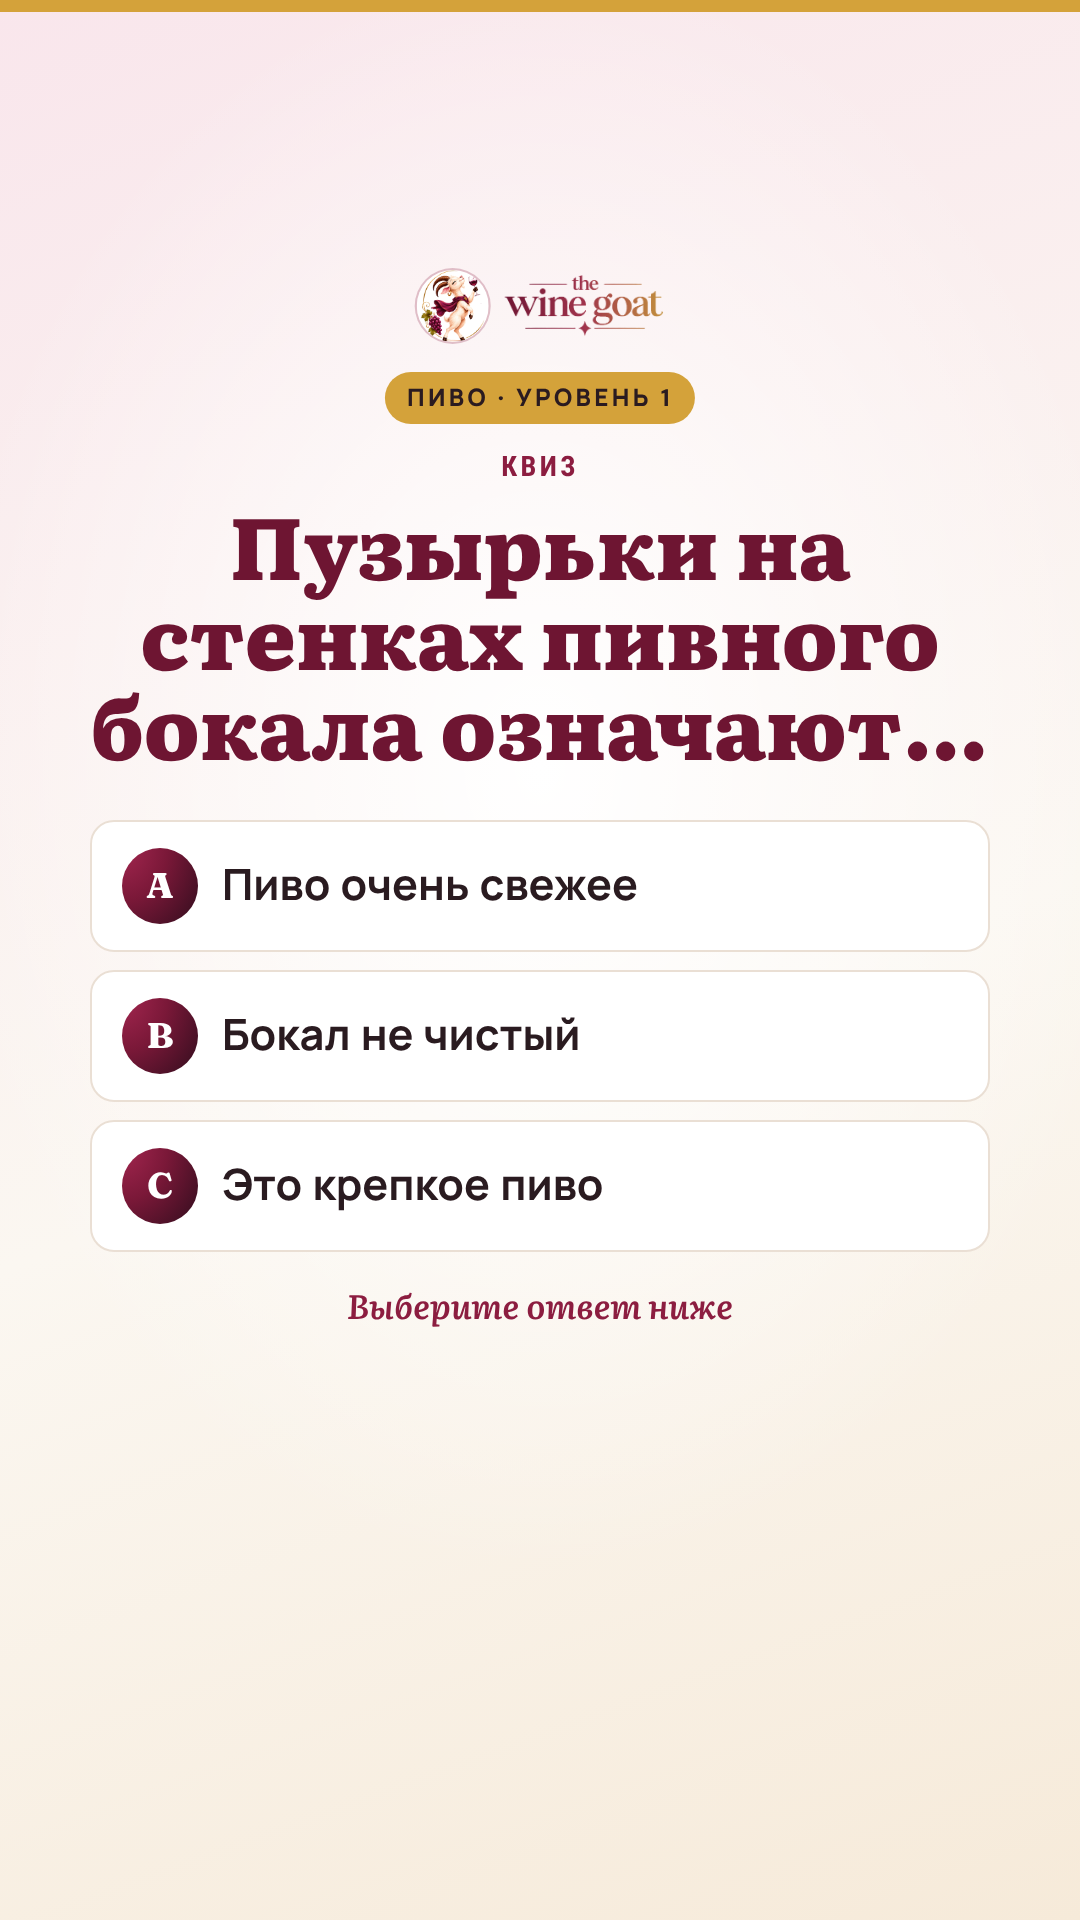 the
wine goat
ПИВО · УРОВЕНЬ 1
КВИЗ
Пузырьки на
стенках пивного
бокала означают...
A Пиво очень свежее
B Бокал не чистый
C Это крепкое пиво
Выберите ответ ниже